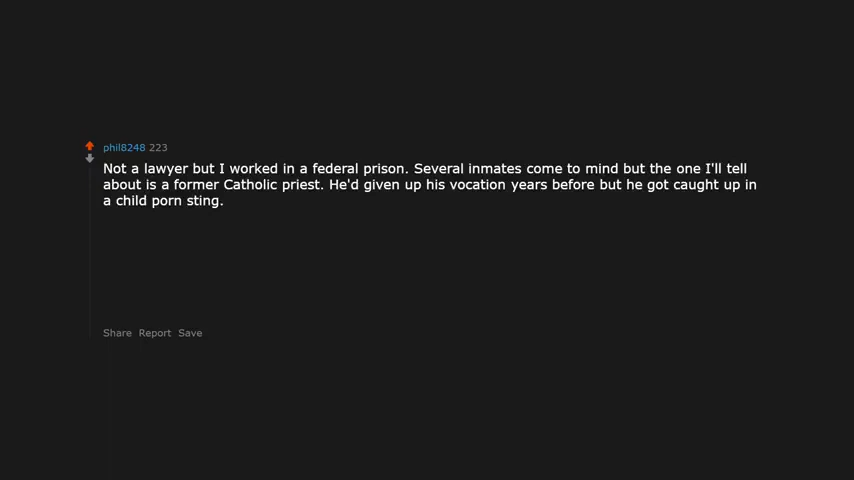 phil8248 223
Not a lawyer but I worked in a federal prison. Several inmates come to mind but the one I'll tell
about is a former Catholic priest. He'd given up his vocation years before but he got caught up in
a child porn sting.
Share Report Save